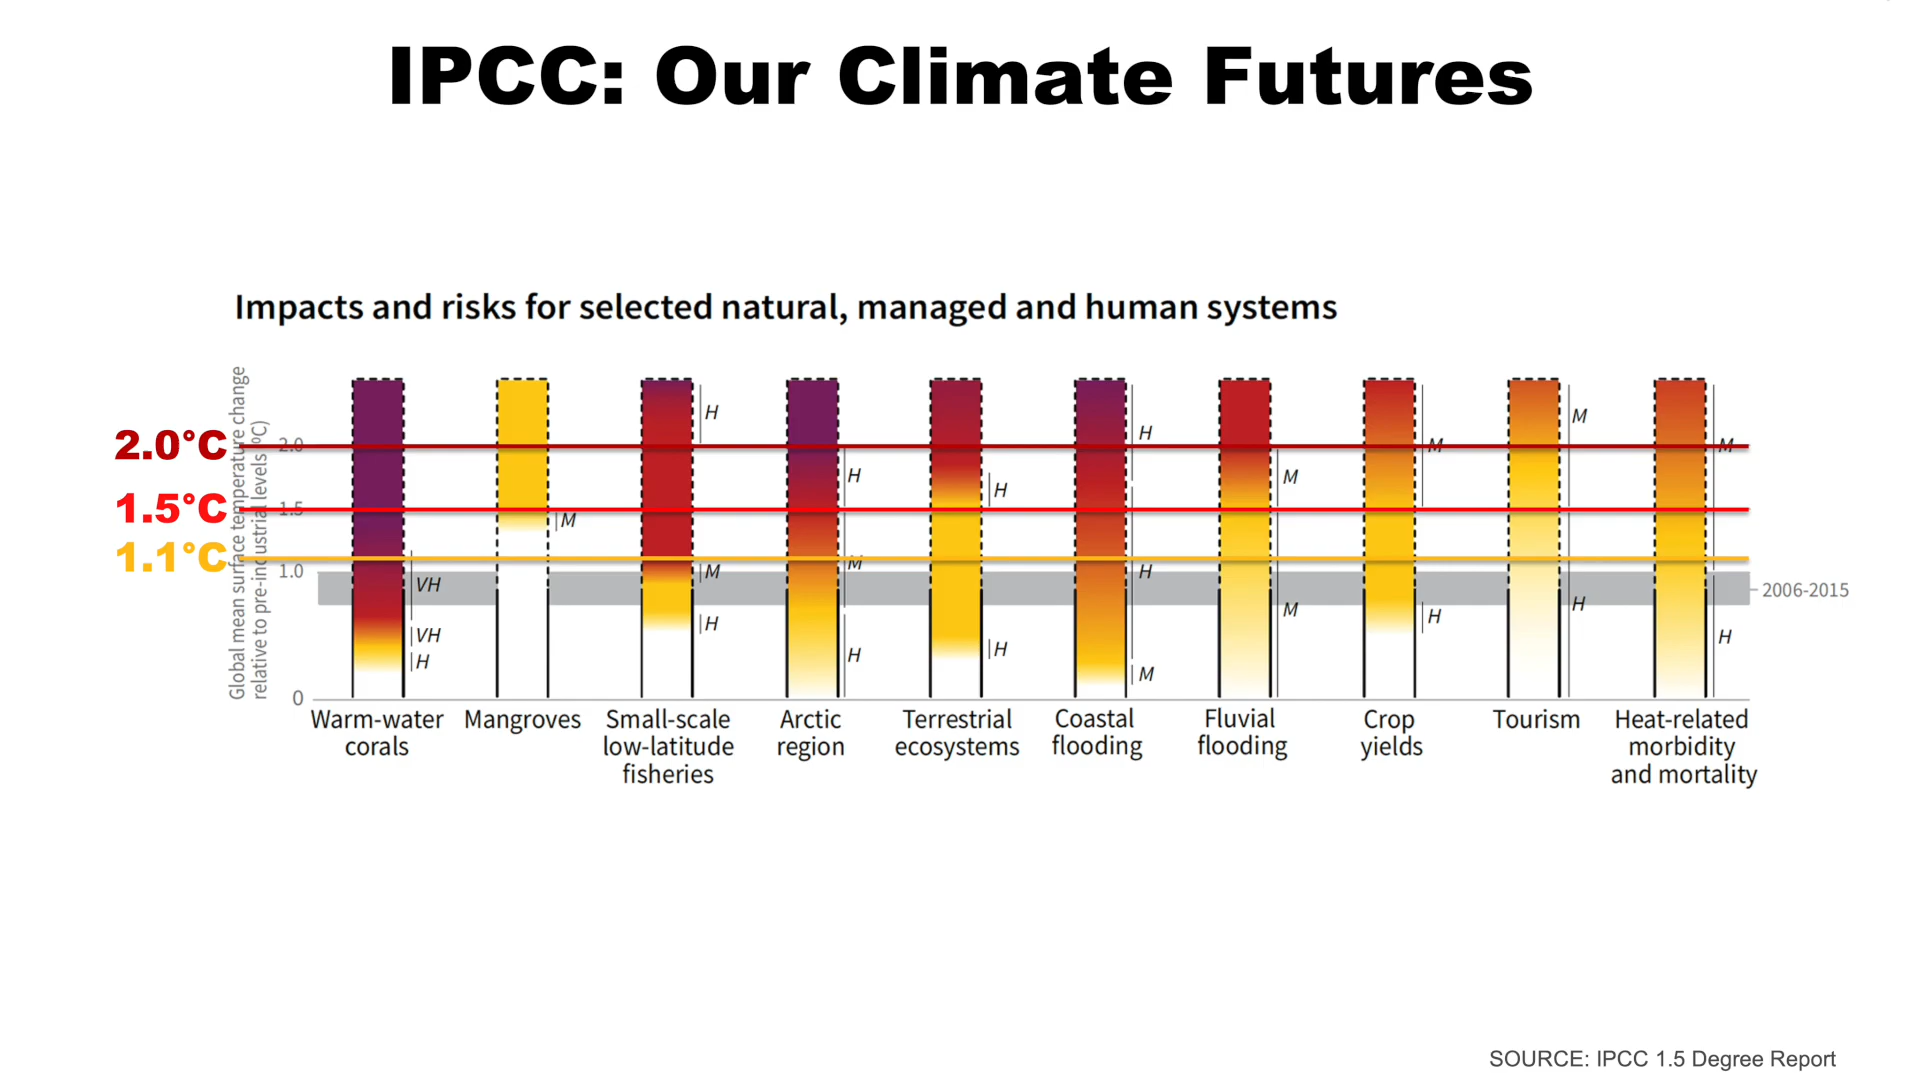 IPCC: Our Climate Futures
Impacts and risks for selected natural, managed and human systems
Global mean surface temperature change
relative to pre-industrial levels (°C)
2.0°C
1.5°C
1.1°C
2.0
1.5
1.0
0
VH
VH
H
M
H
M
H
H
M
H
H
H
H
H
M
M
M
M
H
M
H
M
H
2006-2015
Warm-water
corals
Mangroves
Small-scale
low-latitude
fisheries
Arctic
region
Terrestrial
ecosystems
Coastal
flooding
Fluvial
flooding
Crop
yields
Tourism
Heat-related
morbidity
and mortality
SOURCE: IPCC 1.5 Degree Report